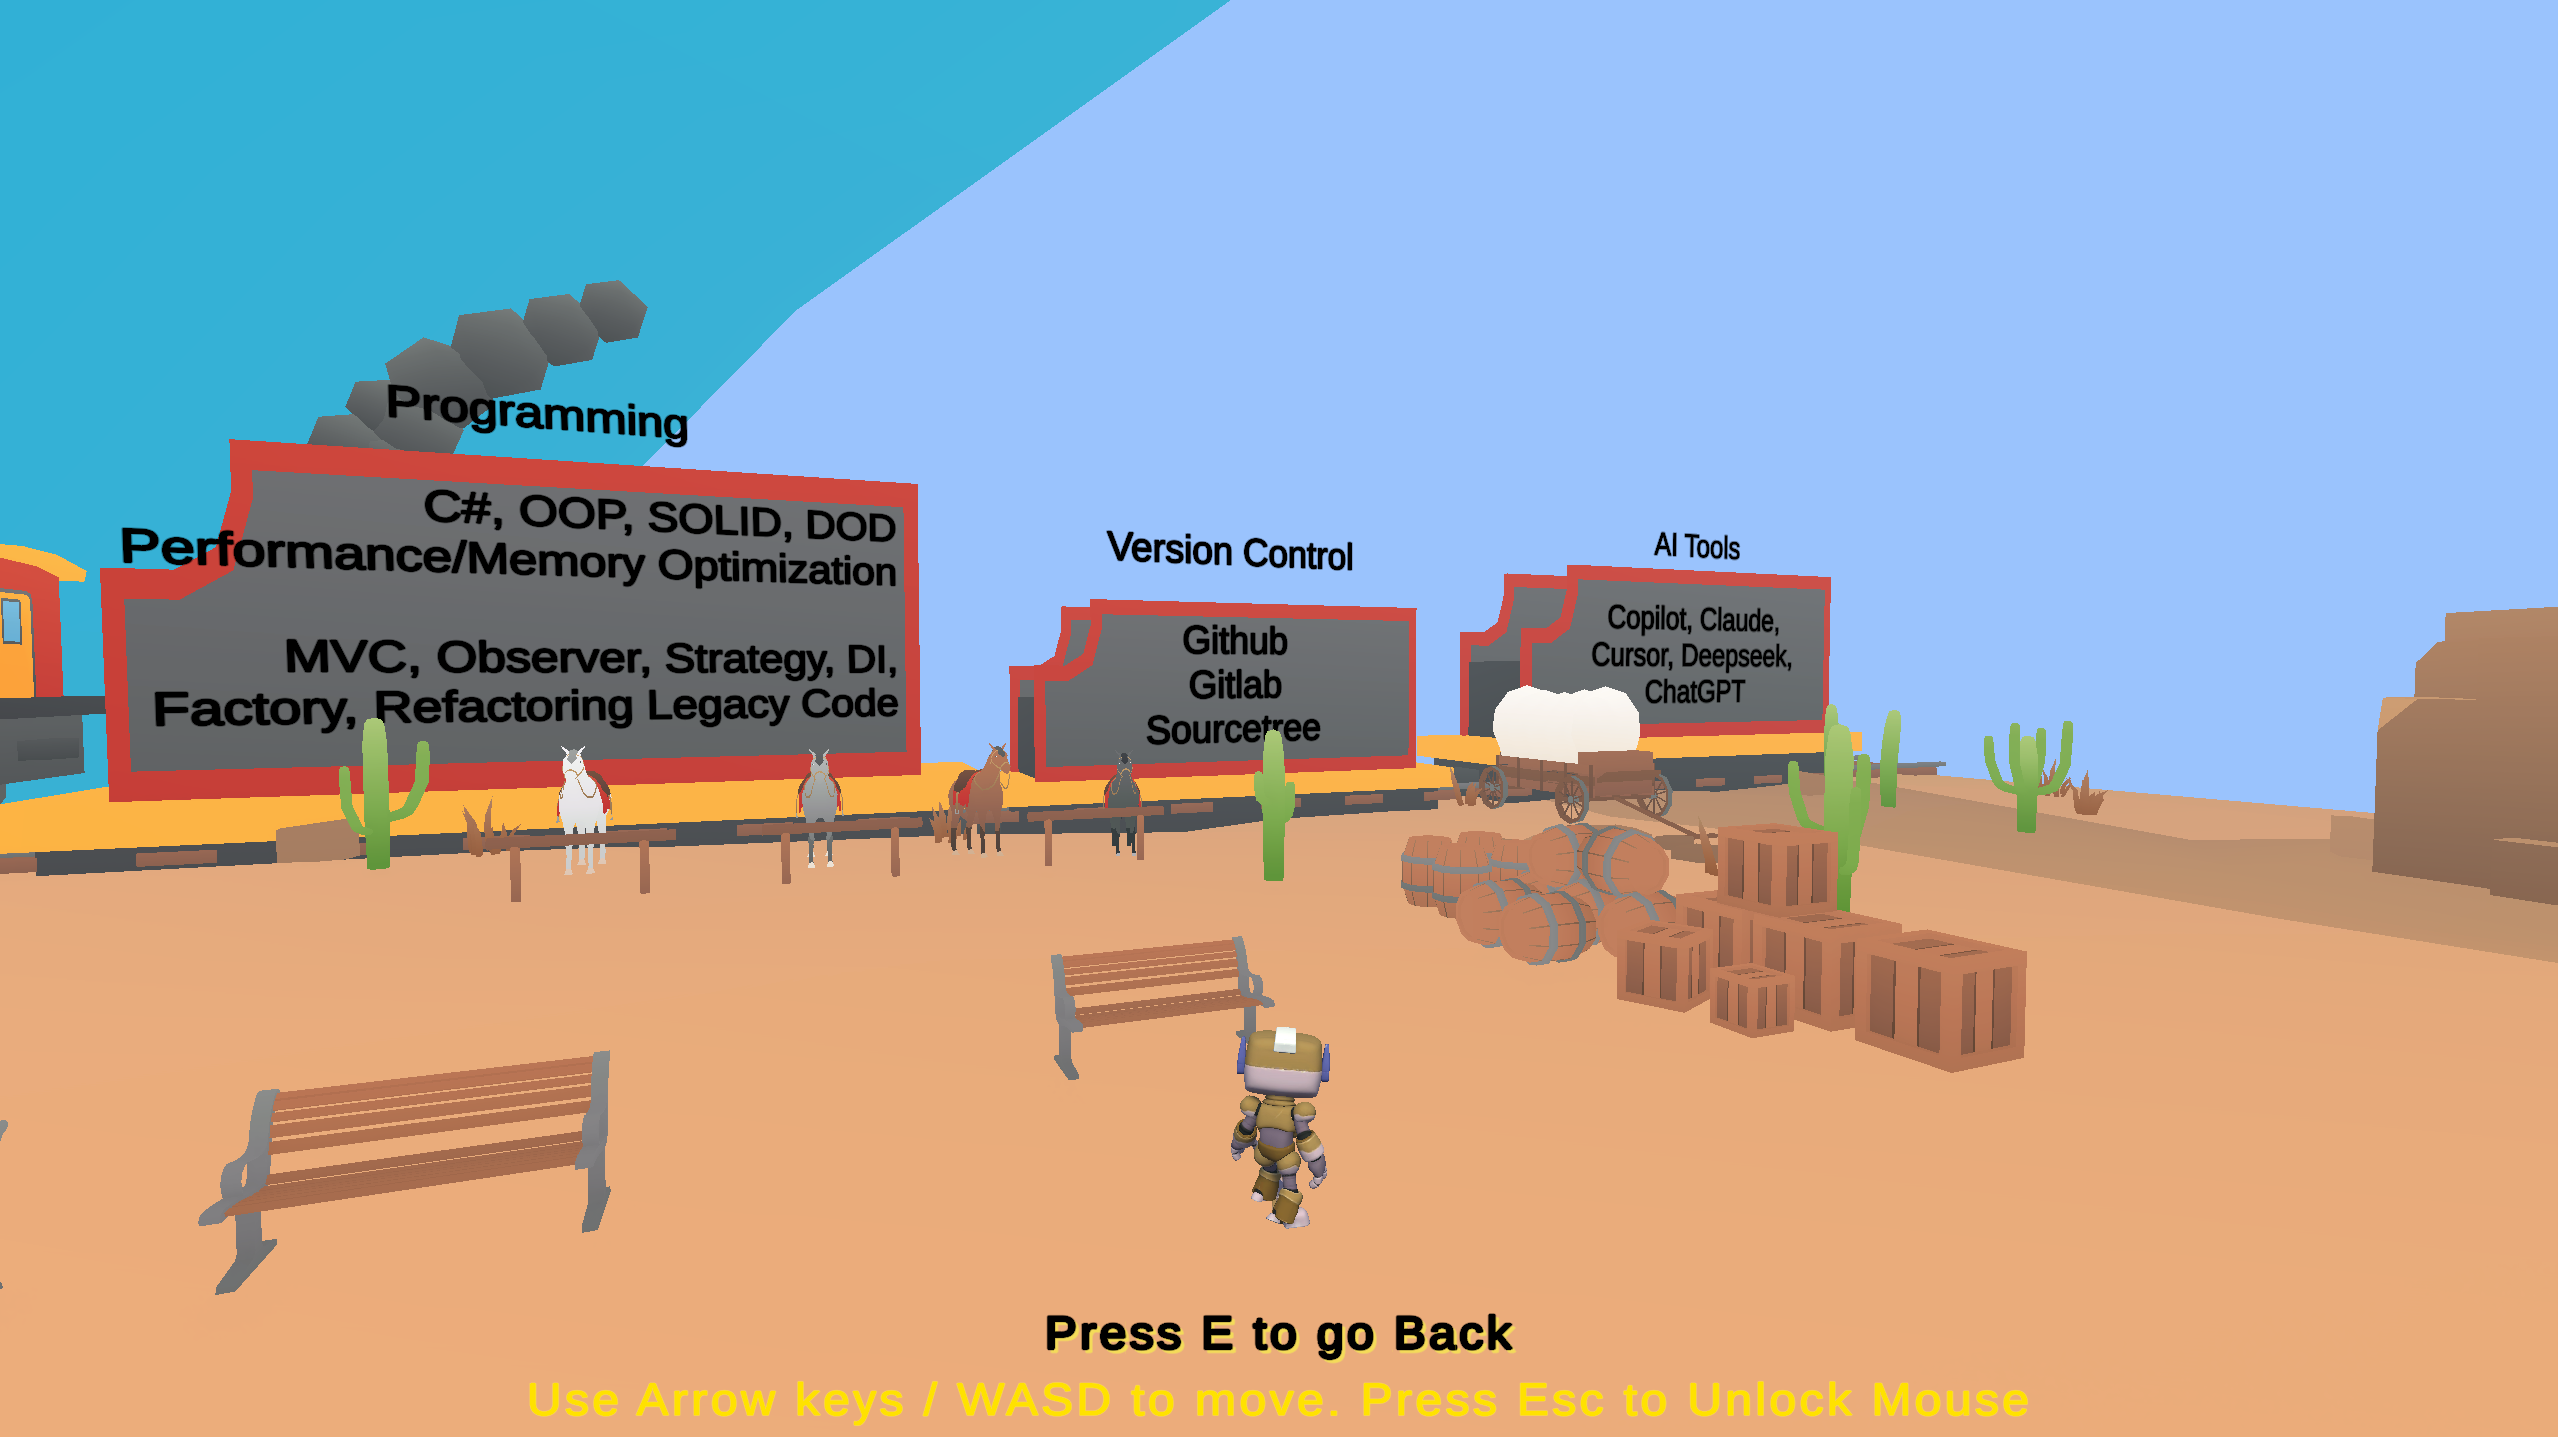 Programming
C#, OOP, SOLID, DOD
Performance/Memory Optimization
MVC, Observer, Strategy, DI,
Factory, Refactoring Legacy Code
Version Control
Github
Gitlab
Sourcetree
AI Tools
Copilot, Claude,
Cursor, Deepseek,
ChatGPT
Press E to go Back
Use Arrow keys / WASD to move. Press Esc to Unlock Mouse